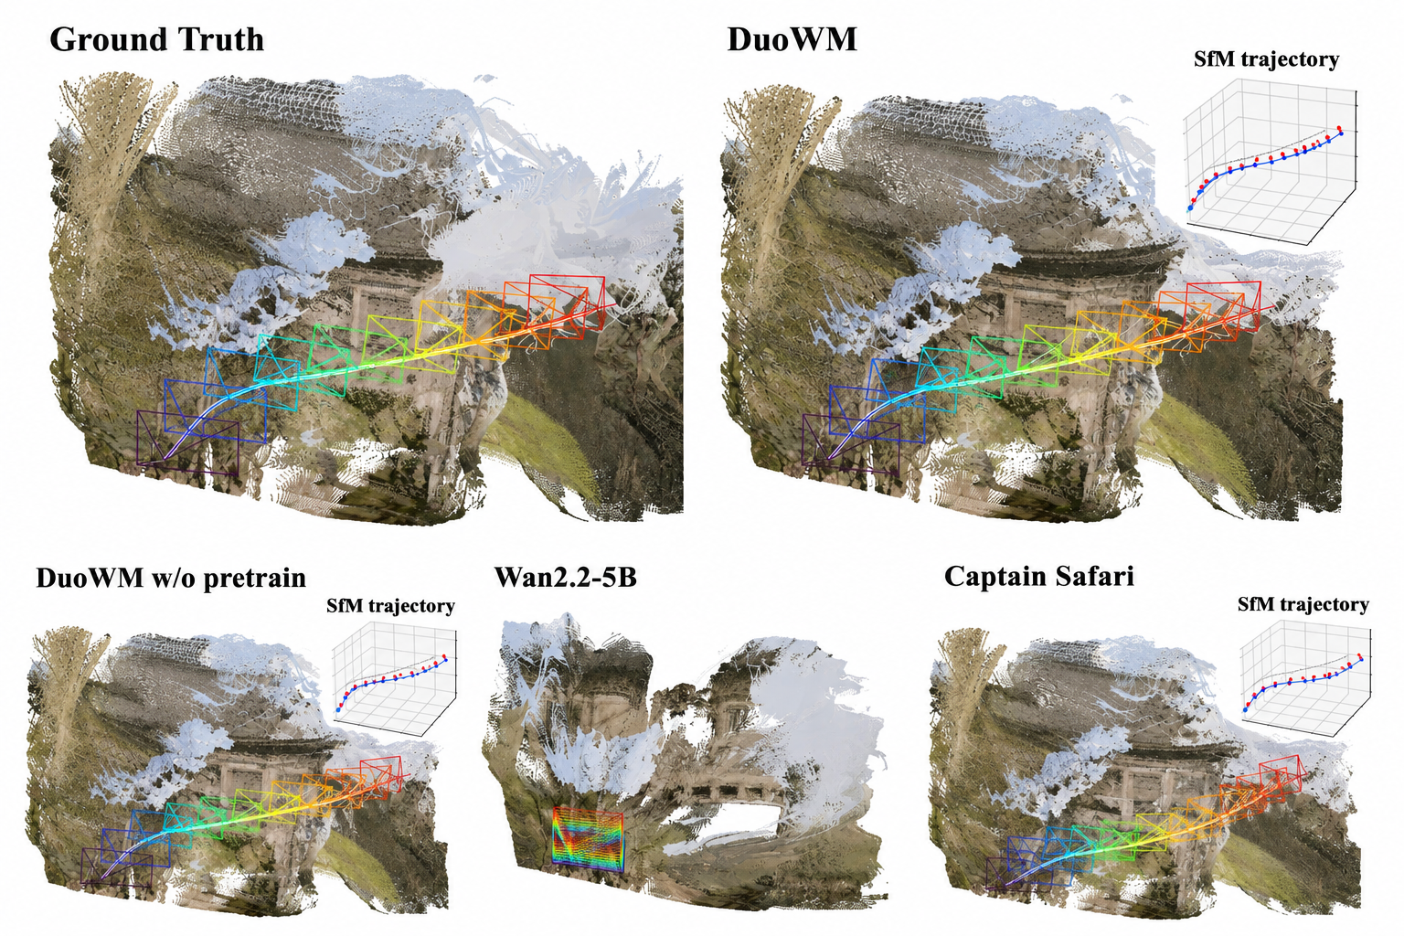 Ground Truth
DuoWM
SfM trajectory
DuoWM w/o pretrain
SfM trajectory
Wan2.2-5B
Captain Safari
SfM trajectory